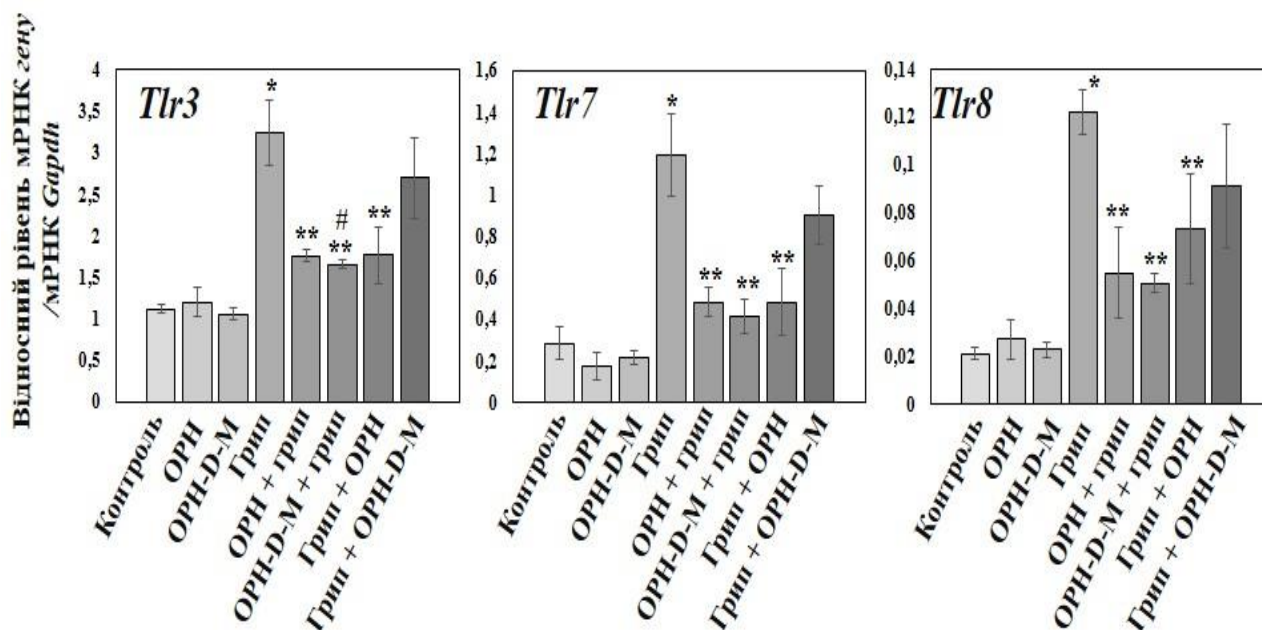 Відносний рівень мРНК гену
/мРНК Gapdh
Tlr3
4
3,5
3
2,5
2
1,5
1
0,5
0
*
**
#
**
**
Контроль
ОРН
ОРН-D-M
Грип
ОРН + грип
ОРН-D-M + грип
Грип + ОРН
Грип + ОРН-D-M
Tlr7
1,6
1,4
1,2
1
0,8
0,6
0,4
0,2
0
*
**
**
**
Контроль
ОРН
ОРН-D-M
Грип
ОРН + грип
ОРН-D-M + грип
Грип + ОРН
Грип + ОРН-D-M
Tlr8
0,14
0,12
0,1
0,08
0,06
0,04
0,02
0
*
**
**
**
Контроль
ОРН
ОРН-D-M
Грип
ОРН + грип
ОРН-D-M + грип
Грип + ОРН
Грип + ОРН-D-M